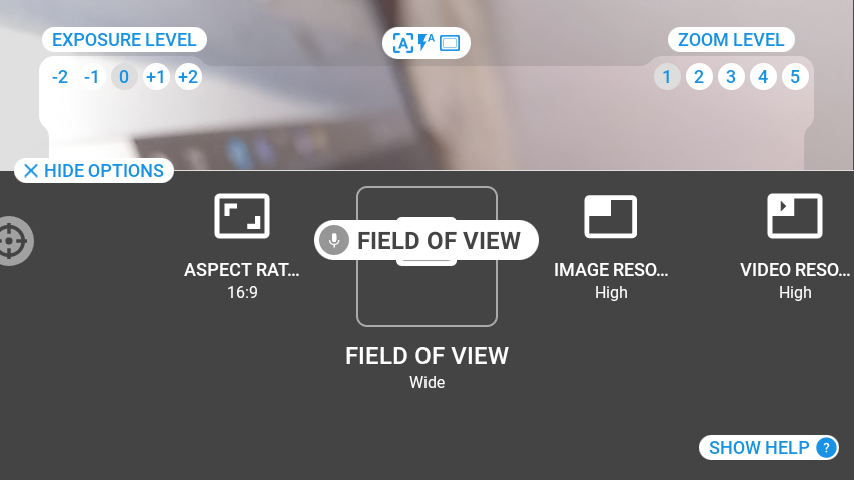 EXPOSURE LEVEL
A A
ZOOM LEVEL
-2 -1 0 +1 +2
1 2 3 4 5
HIDE OPTIONS
FIELD OF VIEW
ASPECT RAT...
16:9
IMAGE RESO...
High
VIDEO RESO...
High
FIELD OF VIEW
Wide
SHOW HELP ?